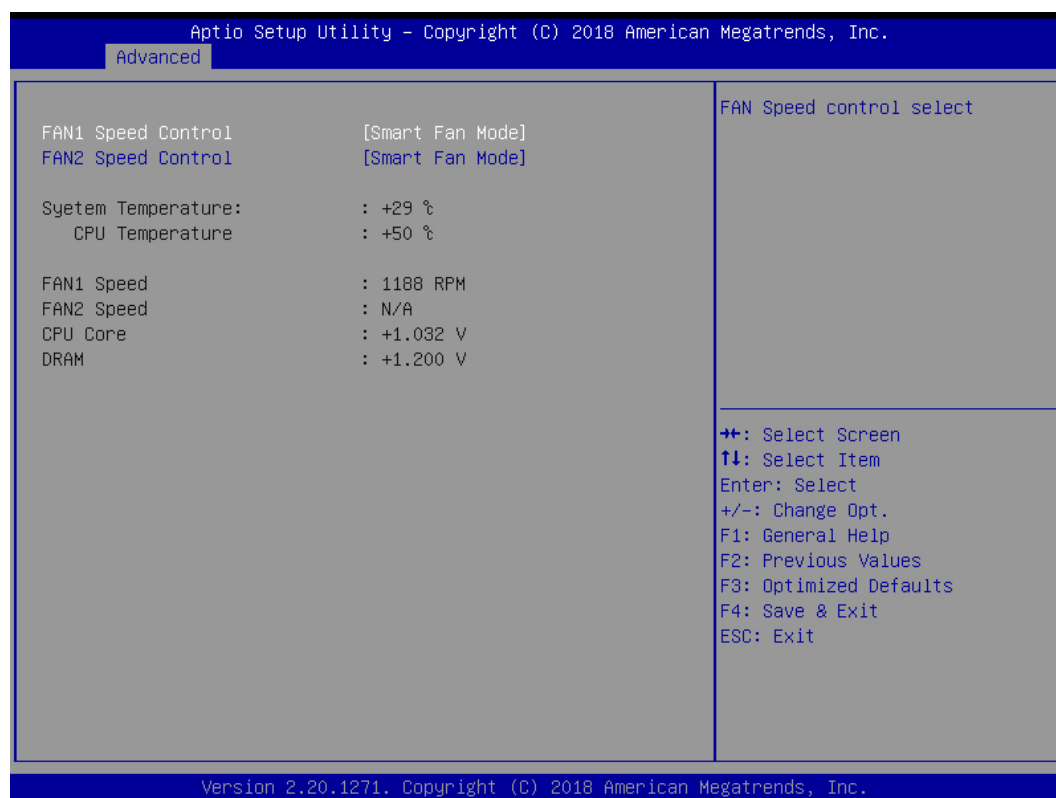 Aptio Setup Utility – Copyright (C) 2018 American Megatrends, Inc.
Advanced
FAN1 Speed Control [Smart Fan Mode]
FAN2 Speed Control [Smart Fan Mode]
Syetem Temperature: : +29 ℃
CPU Temperature : +50 ℃
FAN1 Speed : 1188 RPM
FAN2 Speed : N/A
CPU Core : +1.032 V
DRAM : +1.200 V
FAN Speed control select
→←: Select Screen
↑↓: Select Item
Enter: Select
+/-: Change Opt.
F1: General Help
F2: Previous Values
F3: Optimized Defaults
F4: Save & Exit
ESC: Exit
Version 2.20.1271. Copyright (C) 2018 American Megatrends, Inc.